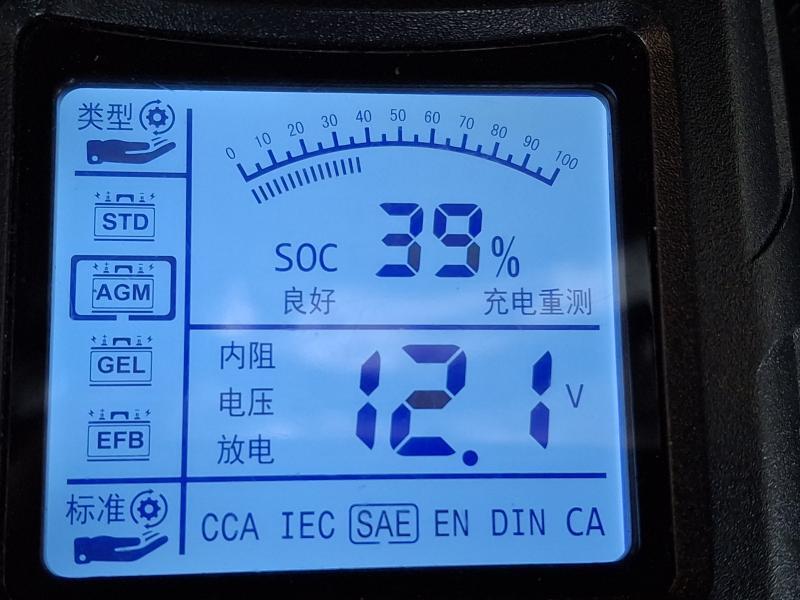 类型
0 10 20 30 40 50 60 70 80 90 100
STD
SOC 39%
AGM
良好 充电重测
GEL
内阻
电压 12.1 V
放电
EFB
标准
CCA IEC SAE EN DIN CA